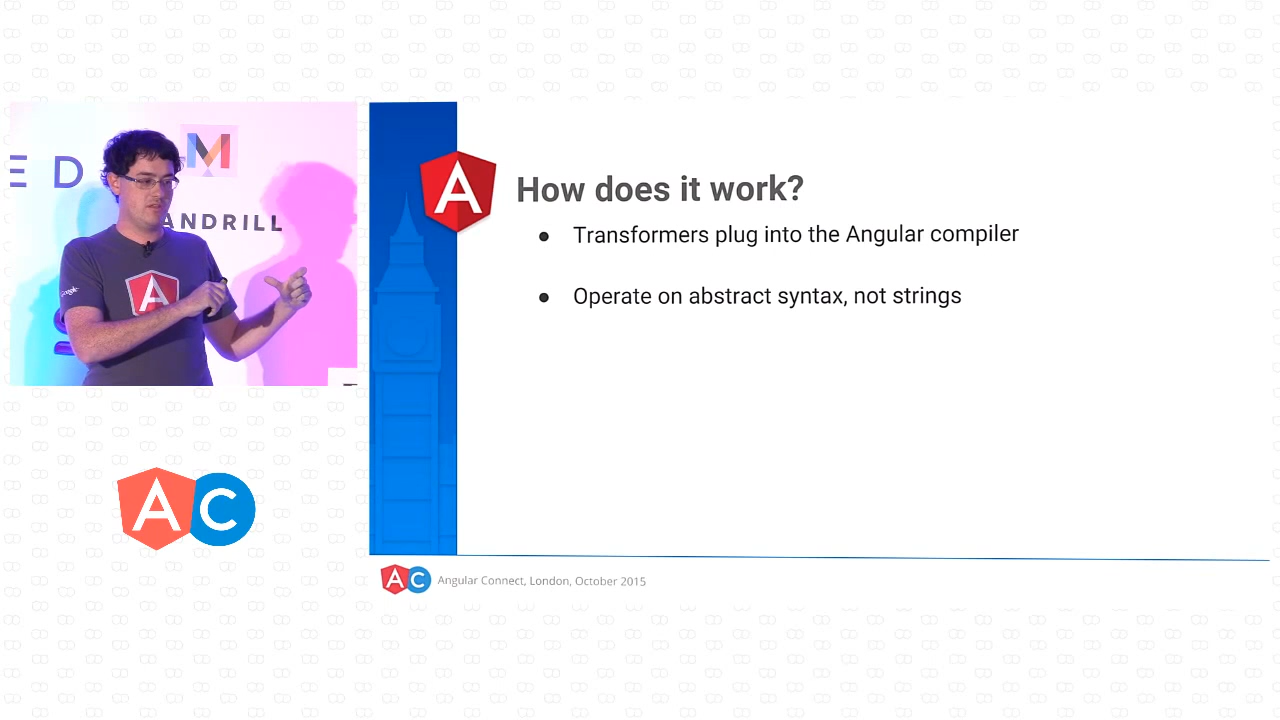 E D
M
ANDRILL
A
A C
A
How does it work?
● Transformers plug into the Angular compiler
● Operate on abstract syntax, not strings
A C Angular Connect, London, October 2015